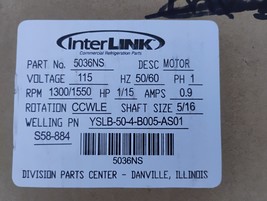 InterLINK
Commercial Refrigeration Parts
PART No. 5036NS DESC MOTOR
VOLTAGE 115 HZ 50/60 PH 1
RPM 1300/1550 HP 1/15 AMPS 0.9
ROTATION CCWLE SHAFT SIZE 5/16
WELLING PN YSLB-50-4-B005-AS01
S58-884
5036NS
DIVISION PARTS CENTER - DANVILLE, ILLINOIS